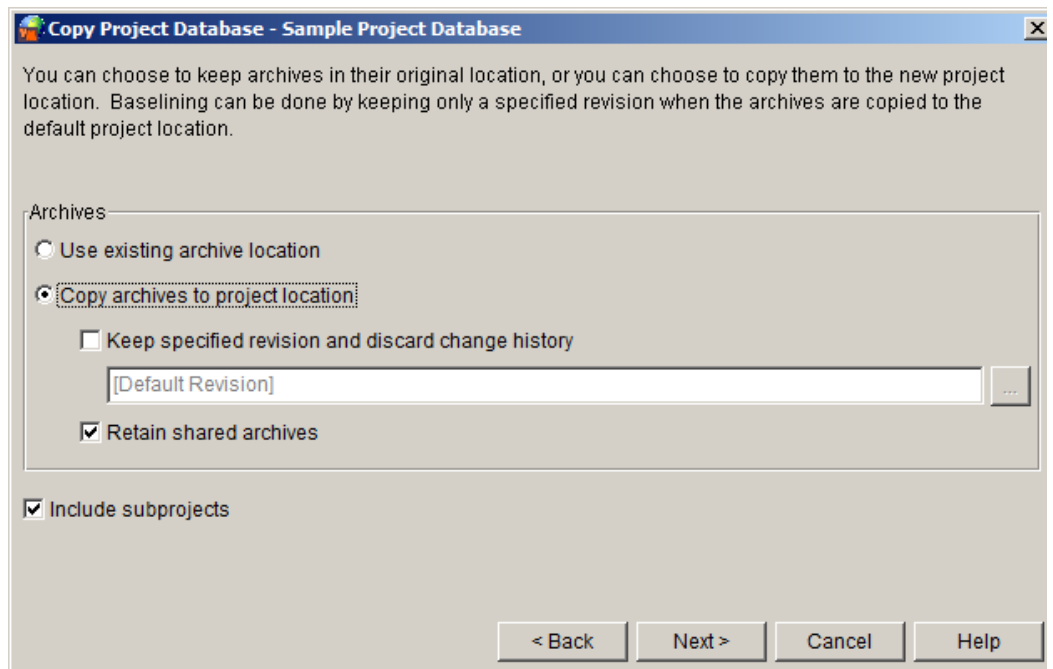 Copy Project Database - Sample Project Database
You can choose to keep archives in their original location, or you can choose to copy them to the new project
location.  Baselining can be done by keeping only a specified revision when the archives are copied to the
default project location.
Archives
Use existing archive location
Copy archives to project location
Keep specified revision and discard change history
[Default Revision]
...
Retain shared archives
Include subprojects
< Back
Next >
Cancel
Help